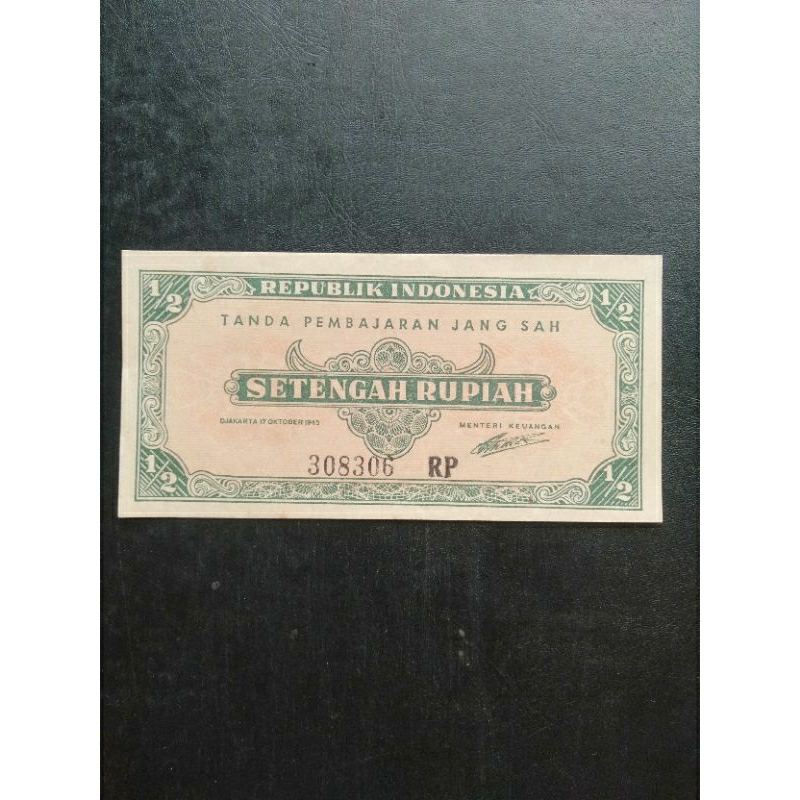 1/2 REPUBLIK INDONESIA 1/2
TANDA PEMBAJARAN JANG SAH
SETENGAH RUPIAH
DJAKARTA 17 OKTOBER 1945 MENTERI KEUANGAN
308306 RP
1/2 1/2